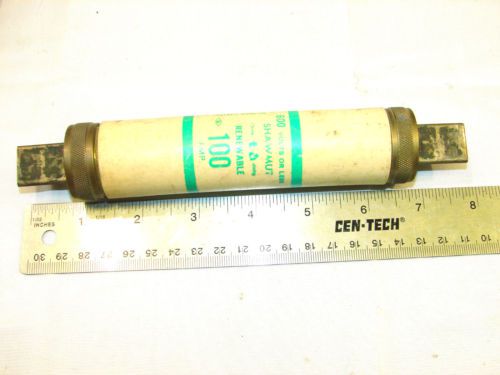 600 VOLTS OR LESS
SHAWMUT
RENEWABLE
100
AMP
1 2 3 4 5 6 7 8
CEN-TECH®
30 29 28 27 26 25 24 23 22 21 20 19 18 17 16 15 14 13 12 11 10